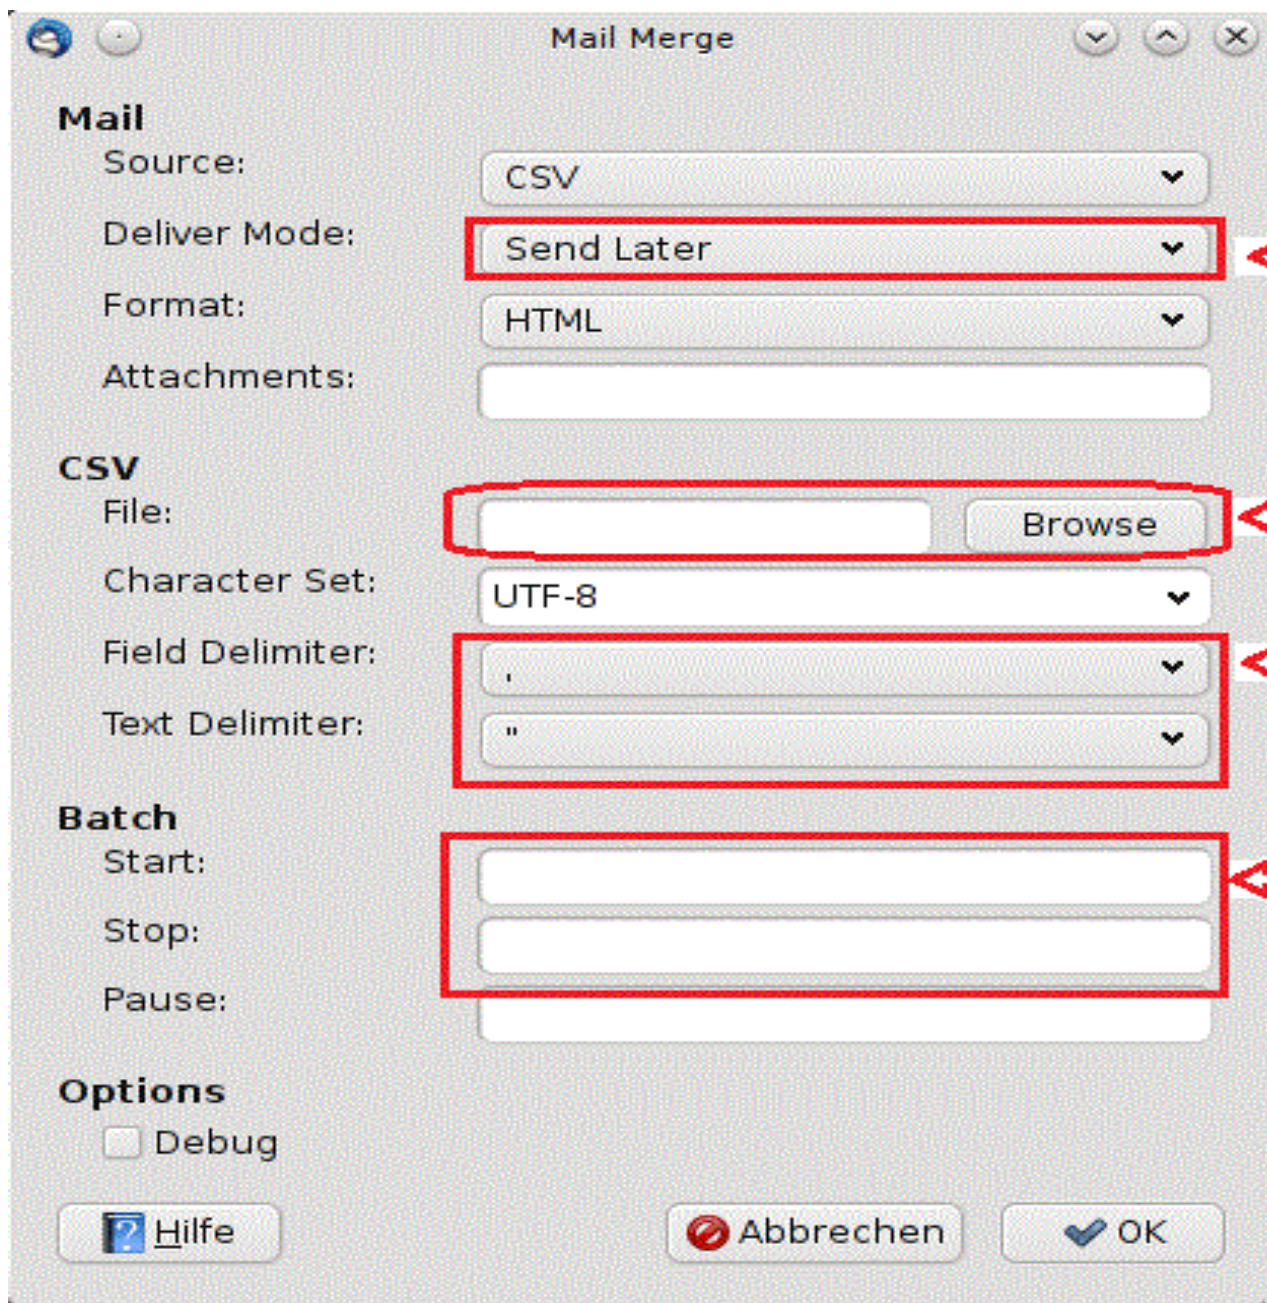 Mail Merge
Mail
Source: CSV
Deliver Mode: Send Later
Format: HTML
Attachments:
CSV
File: Browse
Character Set: UTF-8
Field Delimiter: ,
Text Delimiter: "
Batch
Start:
Stop:
Pause:
Options
Debug
Hilfe Abbrechen OK